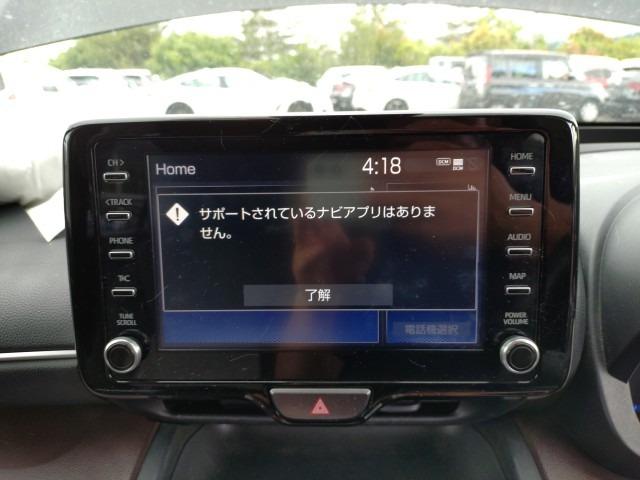 CH>
<TRACK
PHONE
TUNE
SCROLL
Home
4:18
DCM
サポートされているナビアプリはありま
せん。
了解
電話機選択
HOME
MENU
AUDIO
MAP
POWER
VOLUME